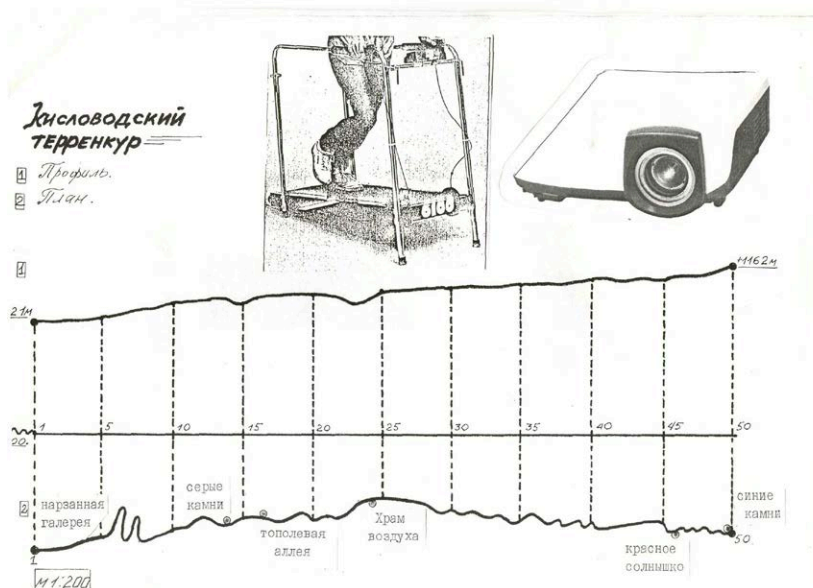 Кисловодский
терренкур
1 Профиль.
2 План.
1
+1162м
21м
1 5 10 15 20 25 30 35 40 45 50
2
нарзанная
галерея
серые
камни
тополевая
аллея
Храм
воздуха
красное
солнышко
синие
камни
50
1
М 1:200